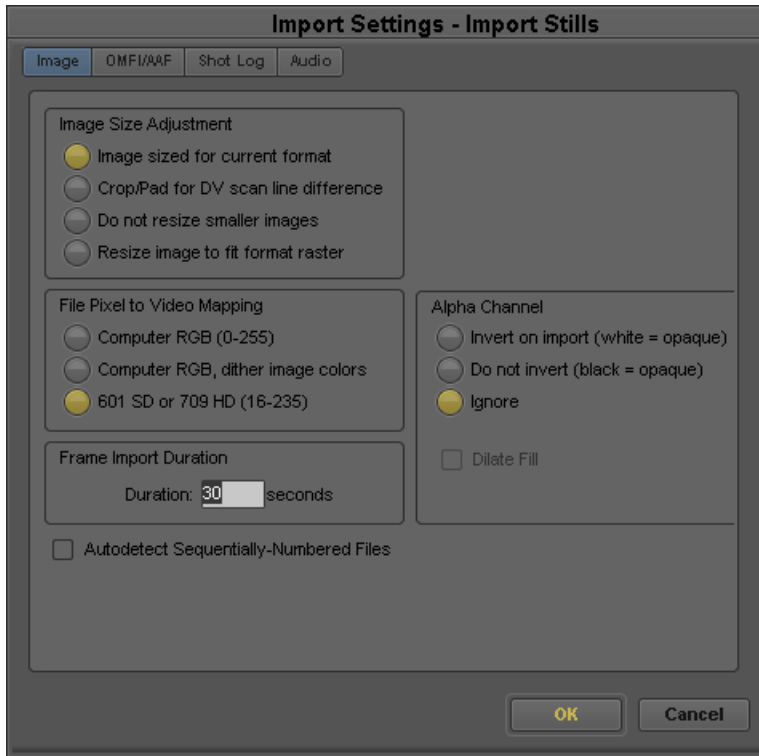 Import Settings - Import Stills
Image OMFI/AAF Shot Log Audio
Image Size Adjustment
Image sized for current format
Crop/Pad for DV scan line difference
Do not resize smaller images
Resize image to fit format raster
File Pixel to Video Mapping
Computer RGB (0-255)
Computer RGB, dither image colors
601 SD or 709 HD (16-235)
Alpha Channel
Invert on import (white = opaque)
Do not invert (black = opaque)
Ignore
Dilate Fill
Frame Import Duration
Duration: 30 seconds
Autodetect Sequentially-Numbered Files
OK Cancel